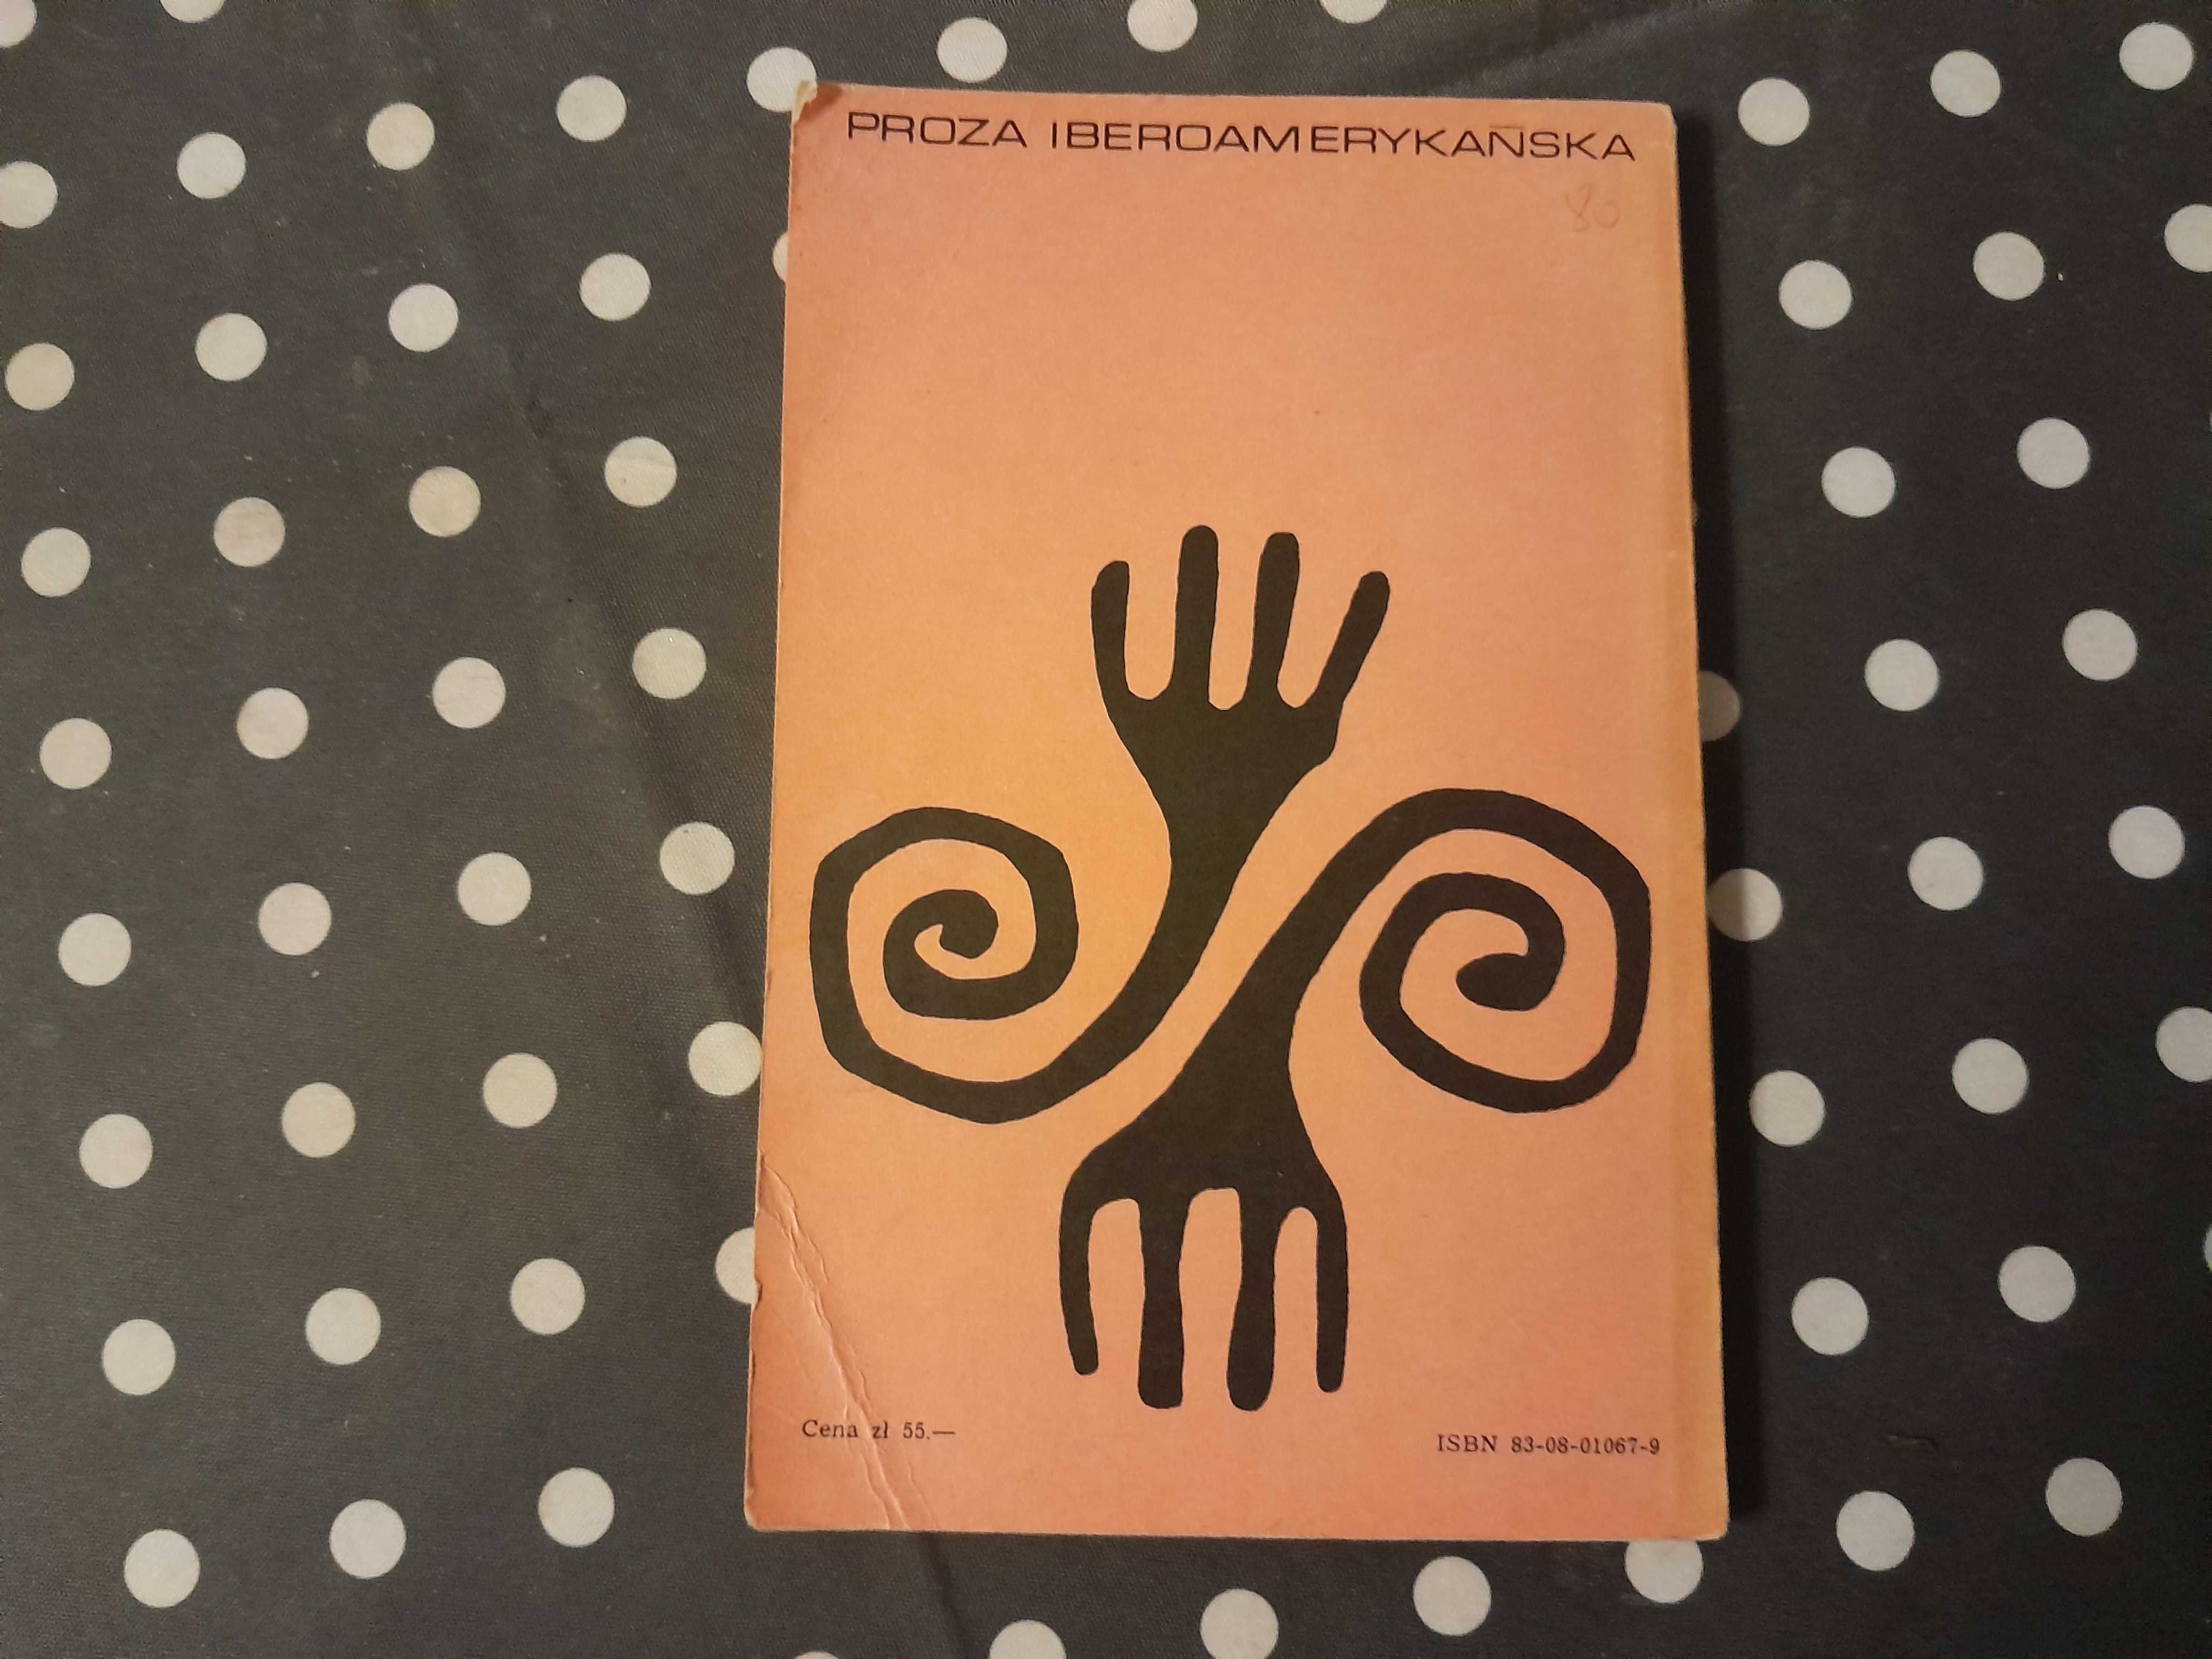 PROZA IBEROAMERYKAŃSKA
80
Cena zł 55.—
ISBN 83-08-01067-9